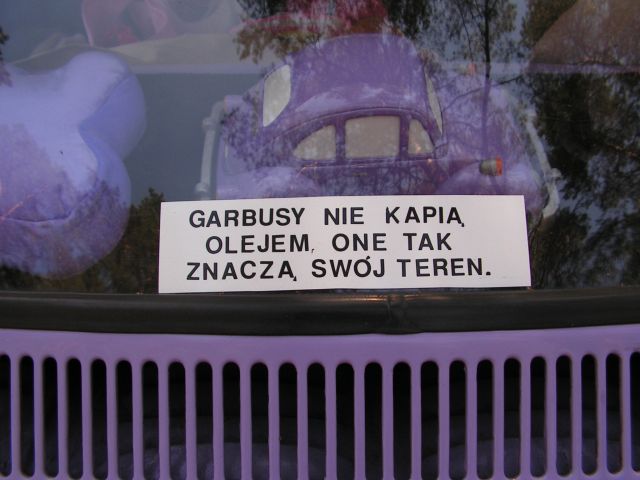 GARBUSY NIE KAPIĄ
OLEJEM, ONE TAK
ZNACZĄ SWÓJ TEREN.